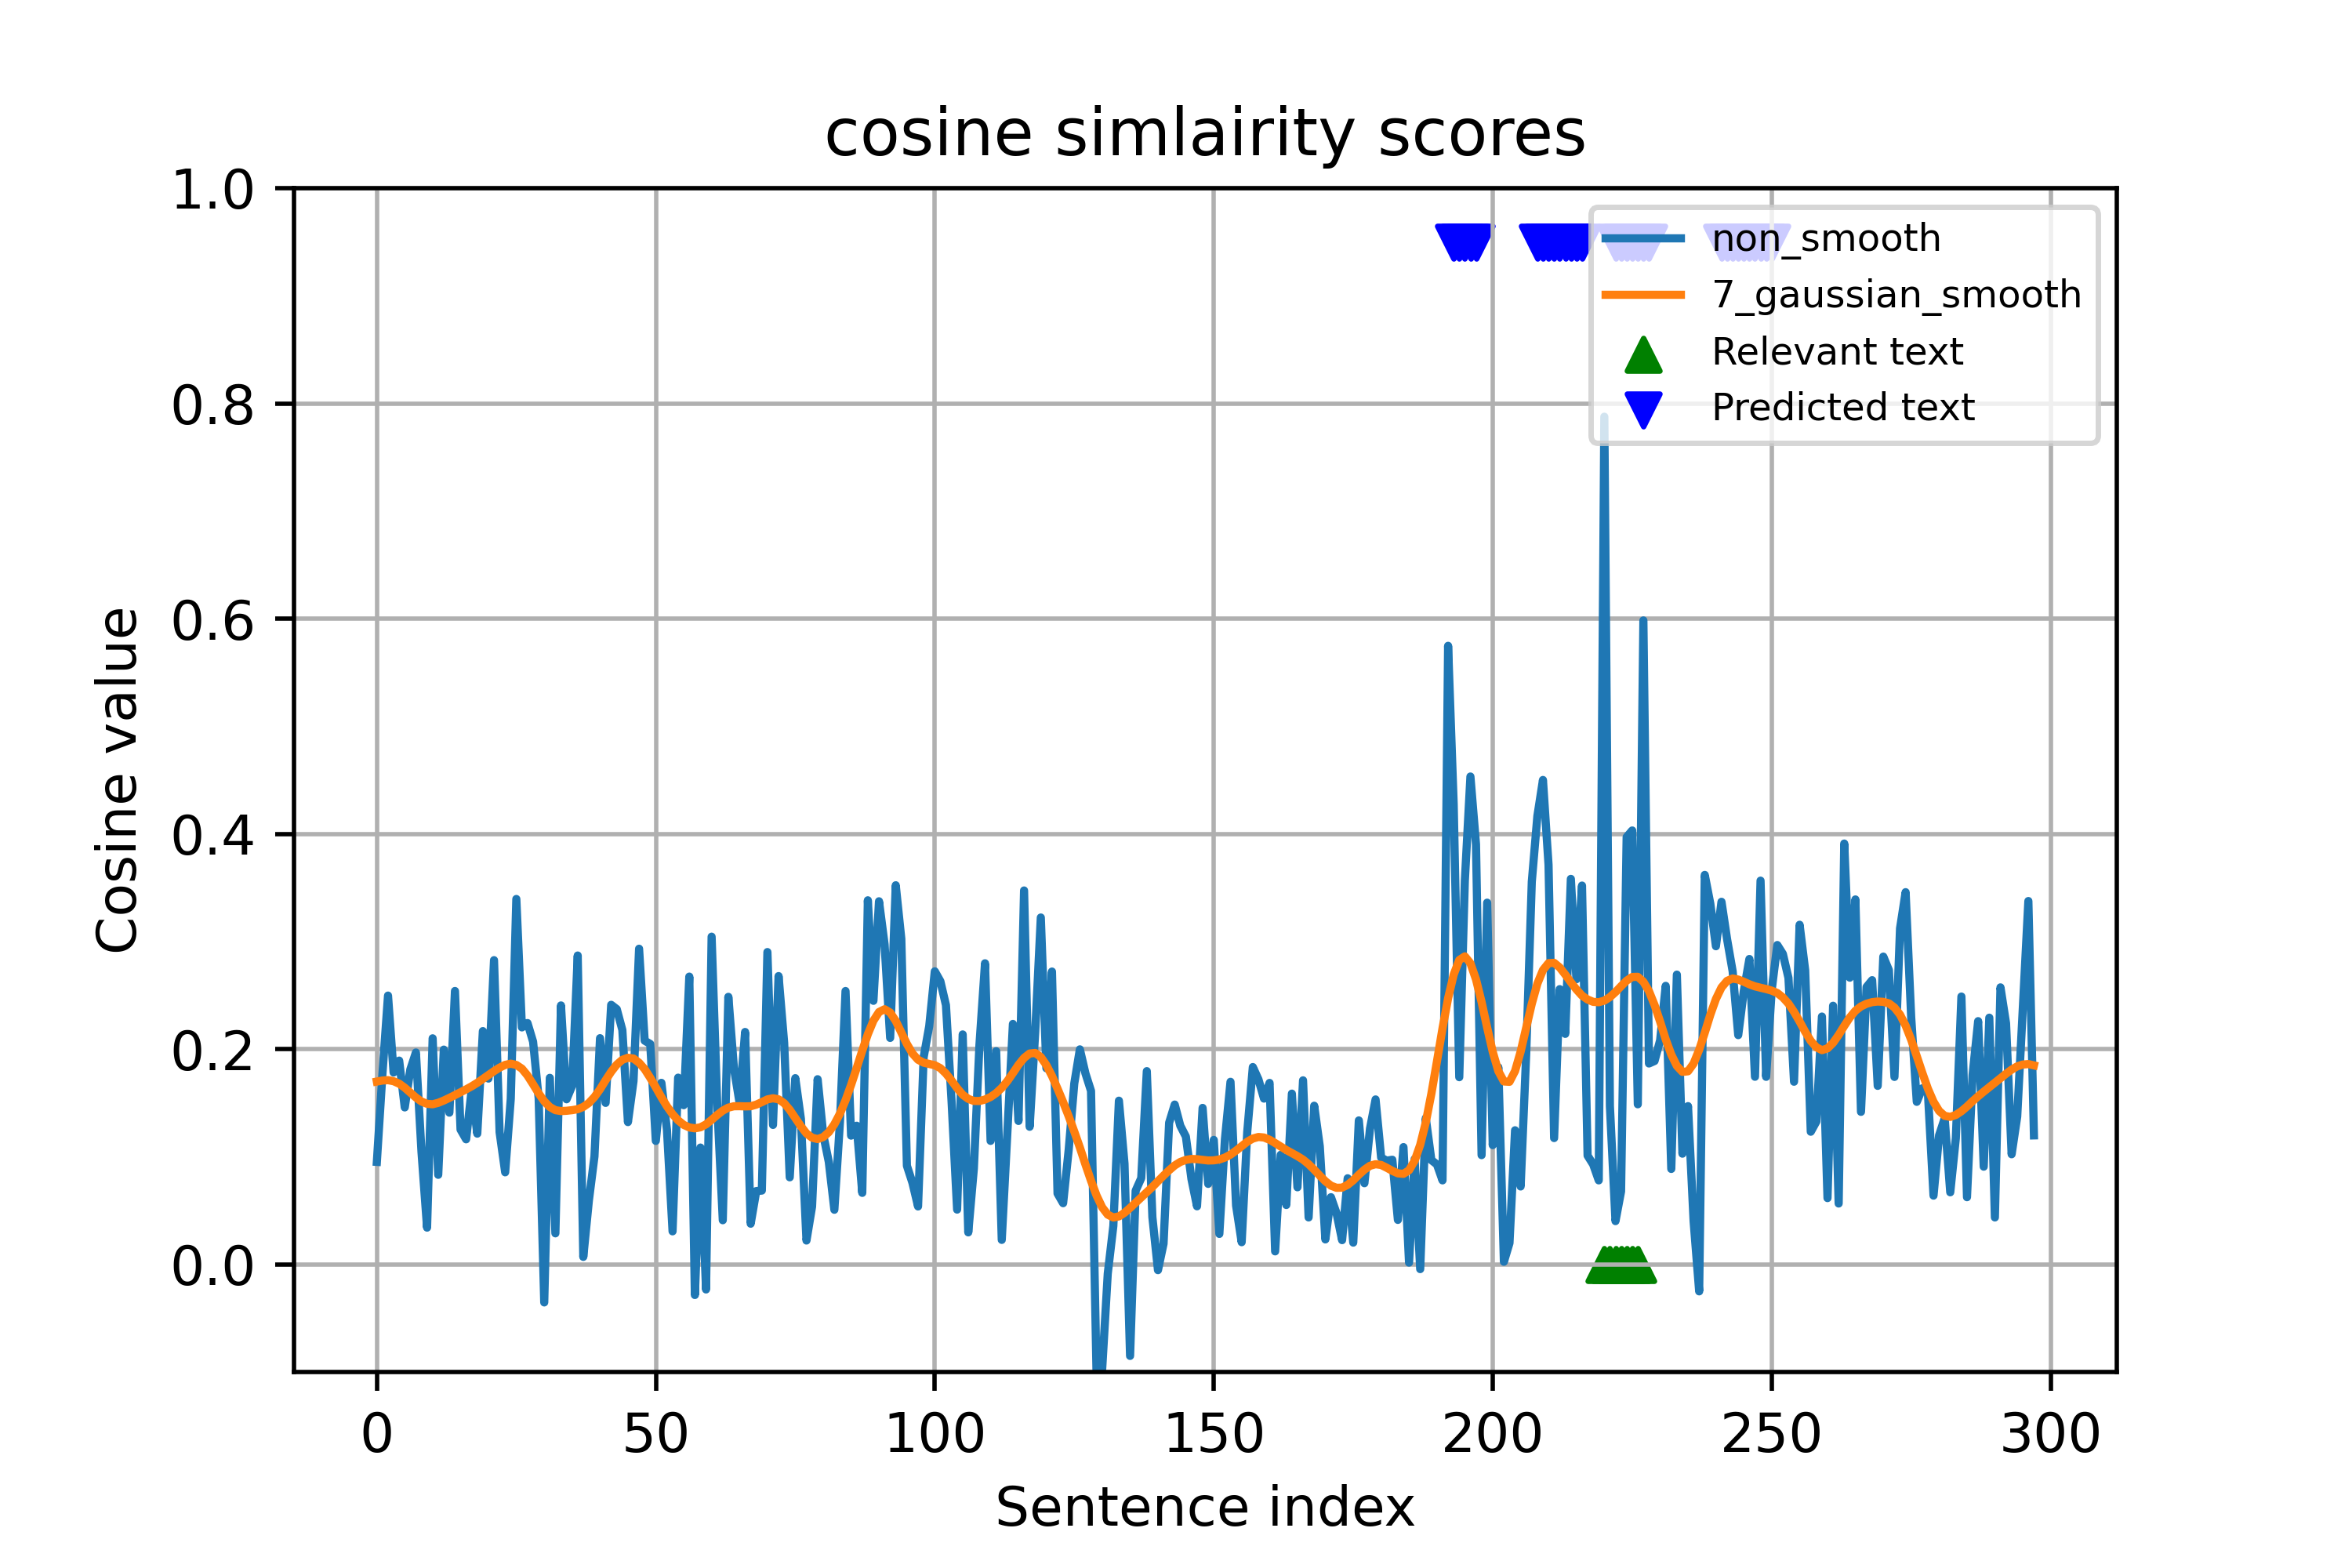 cosine simlairity scores
1.0
0.8
0.6
0.4
0.2
0.0
Cosine value
non_smooth
7_gaussian_smooth
Relevant text
Predicted text
0 50 100 150 200 250 300
Sentence index